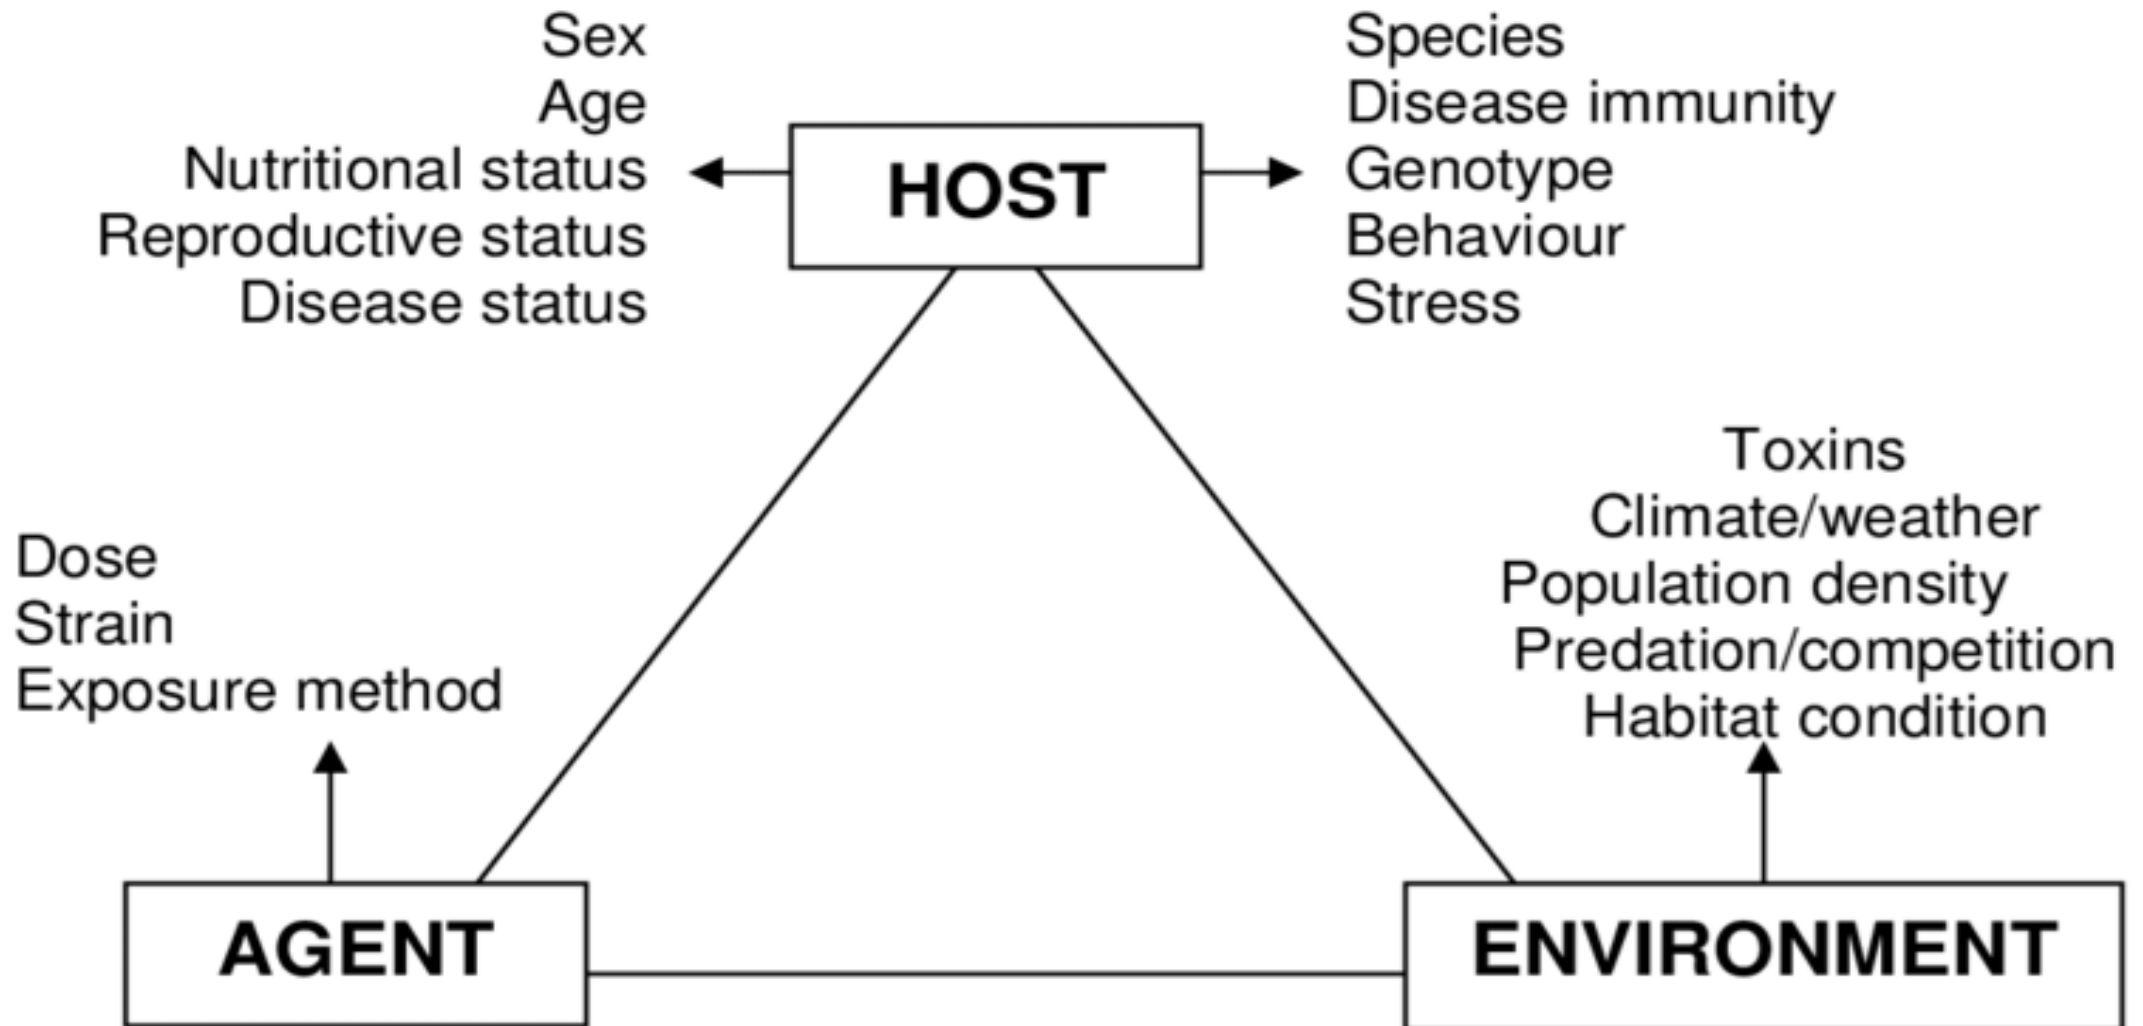 Sex
Age
Nutritional status
Reproductive status
Disease status
HOST
Species
Disease immunity
Genotype
Behaviour
Stress
Dose
Strain
Exposure method
Toxins
Climate/weather
Population density
Predation/competition
Habitat condition
AGENT
ENVIRONMENT